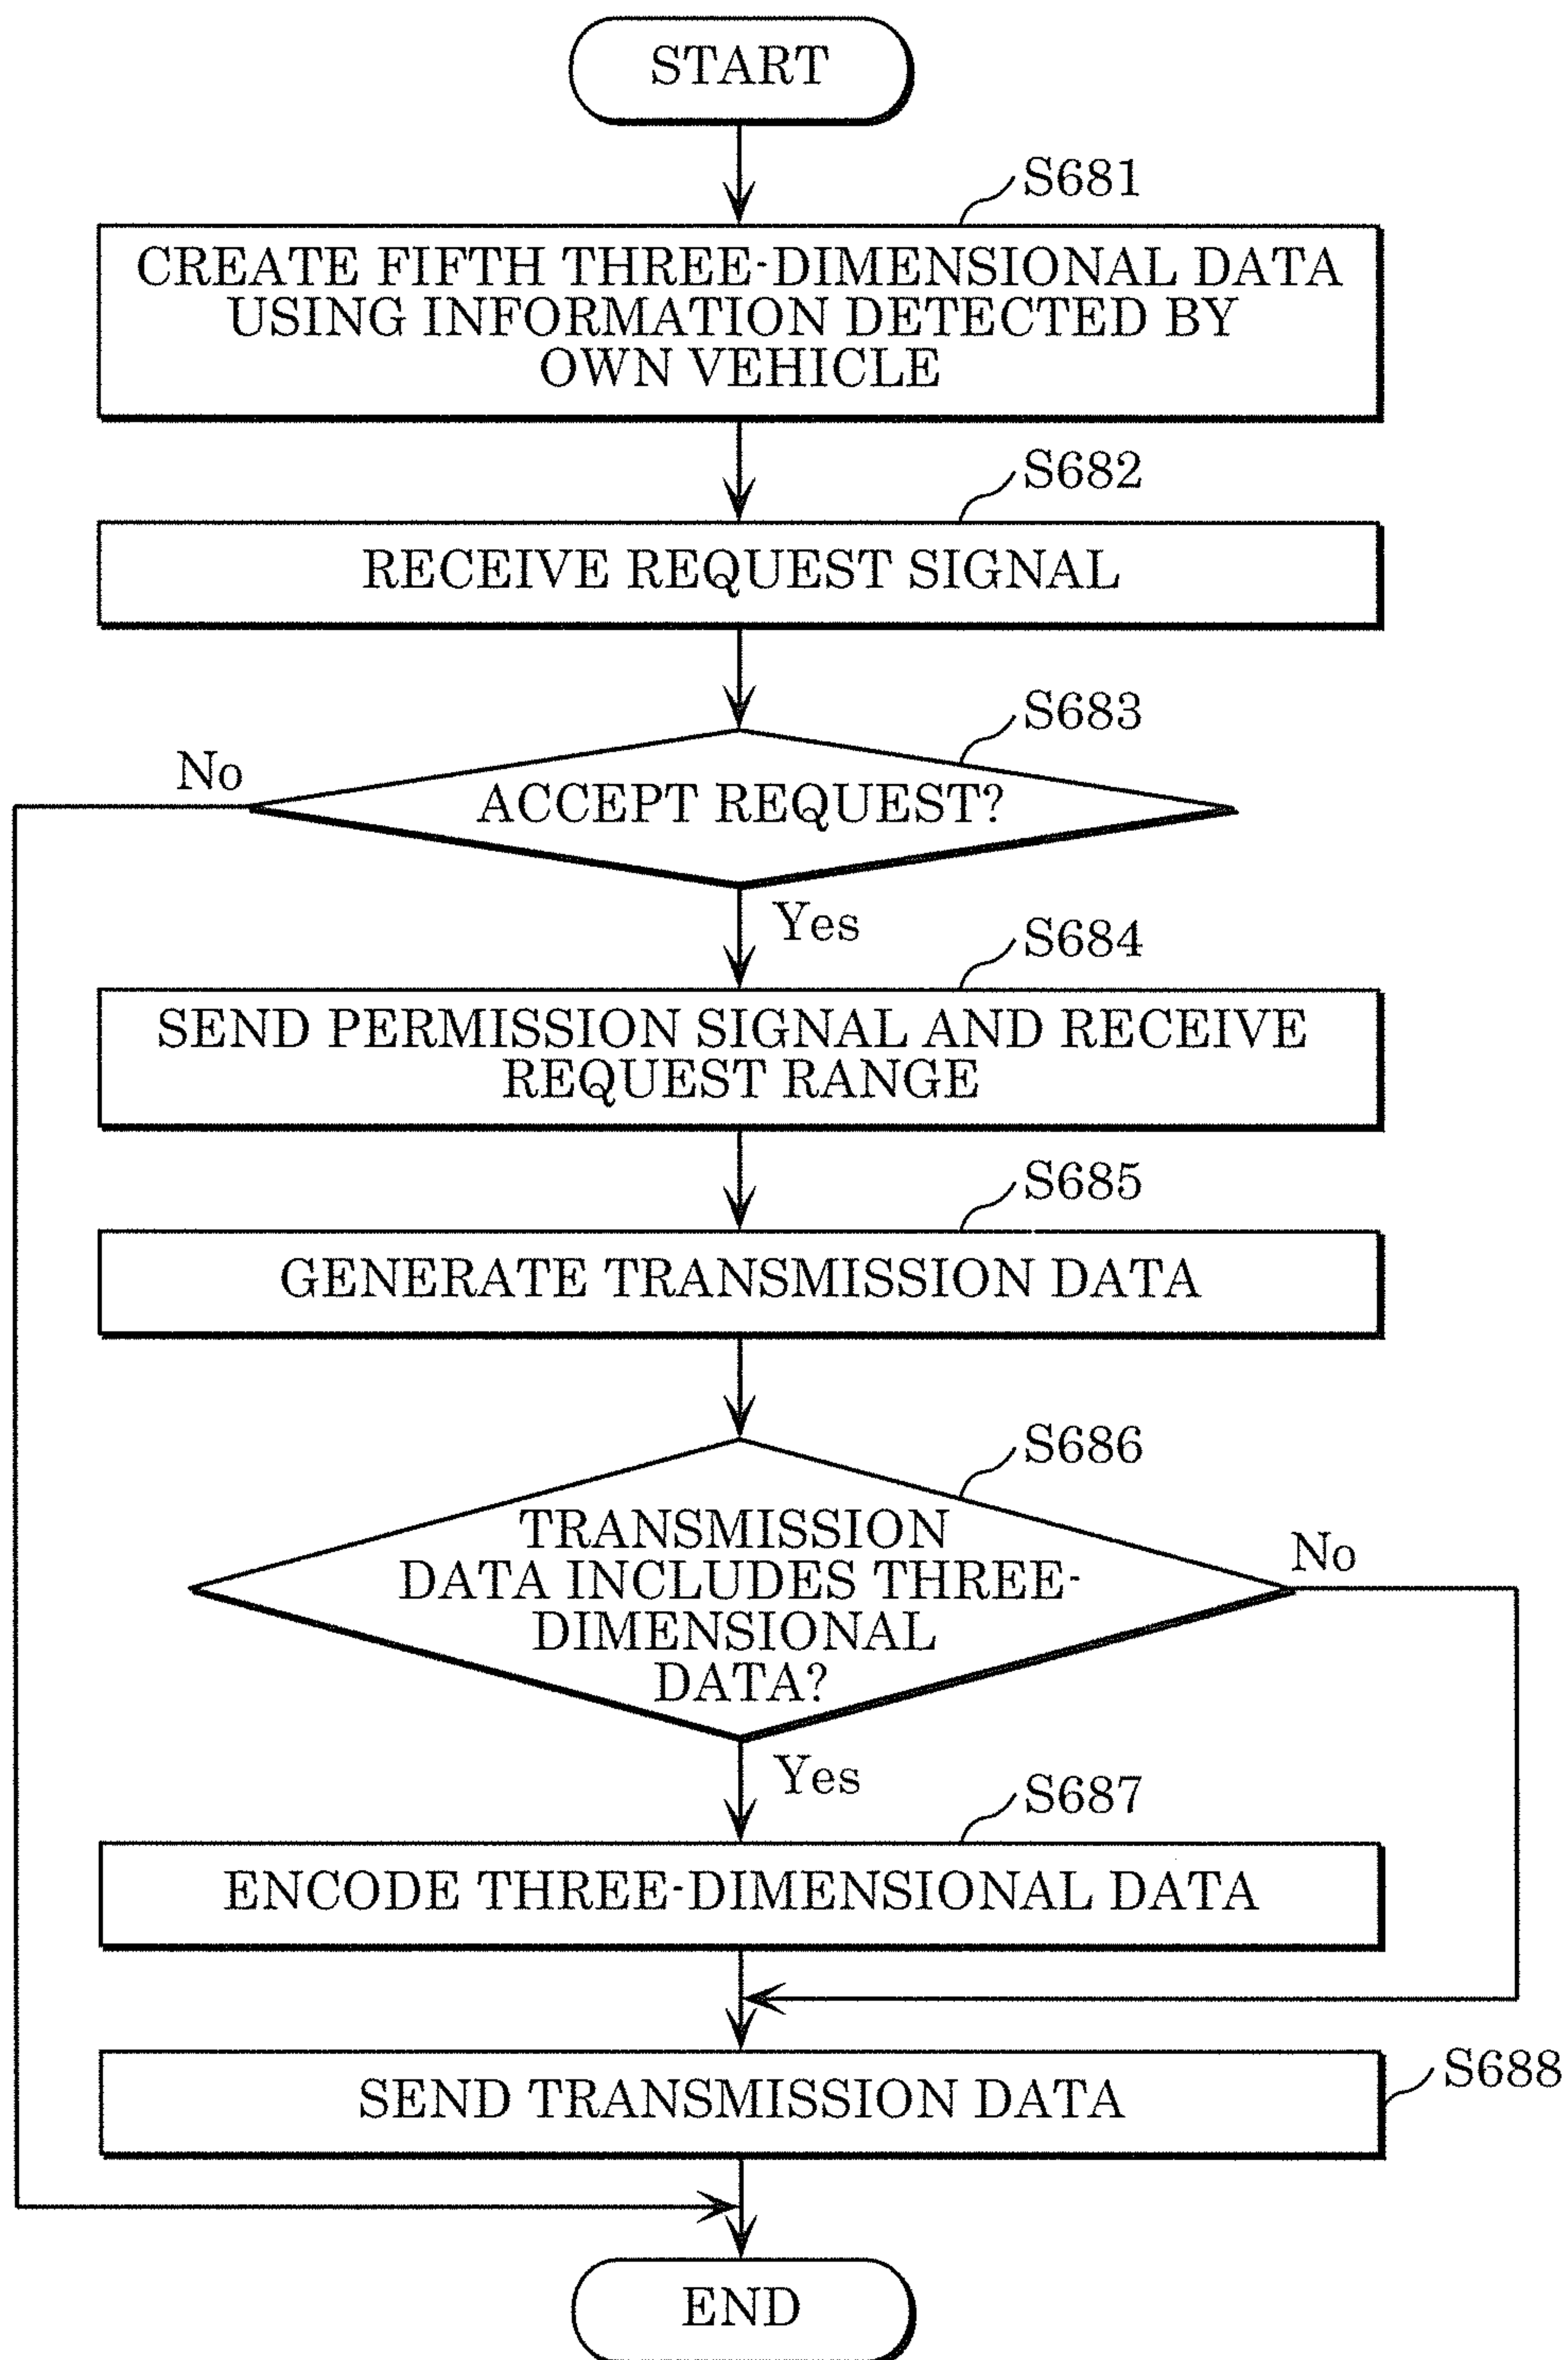 START
S681
CREATE FIFTH THREE-DIMENSIONAL DATA
USING INFORMATION DETECTED BY
OWN VEHICLE
S682
RECEIVE REQUEST SIGNAL
S683
No
ACCEPT REQUEST?
Yes
S684
SEND PERMISSION SIGNAL AND RECEIVE
REQUEST RANGE
S685
GENERATE TRANSMISSION DATA
S686
TRANSMISSION
DATA INCLUDES THREE-
DIMENSIONAL
DATA?
No
Yes
S687
ENCODE THREE-DIMENSIONAL DATA
S688
SEND TRANSMISSION DATA
END